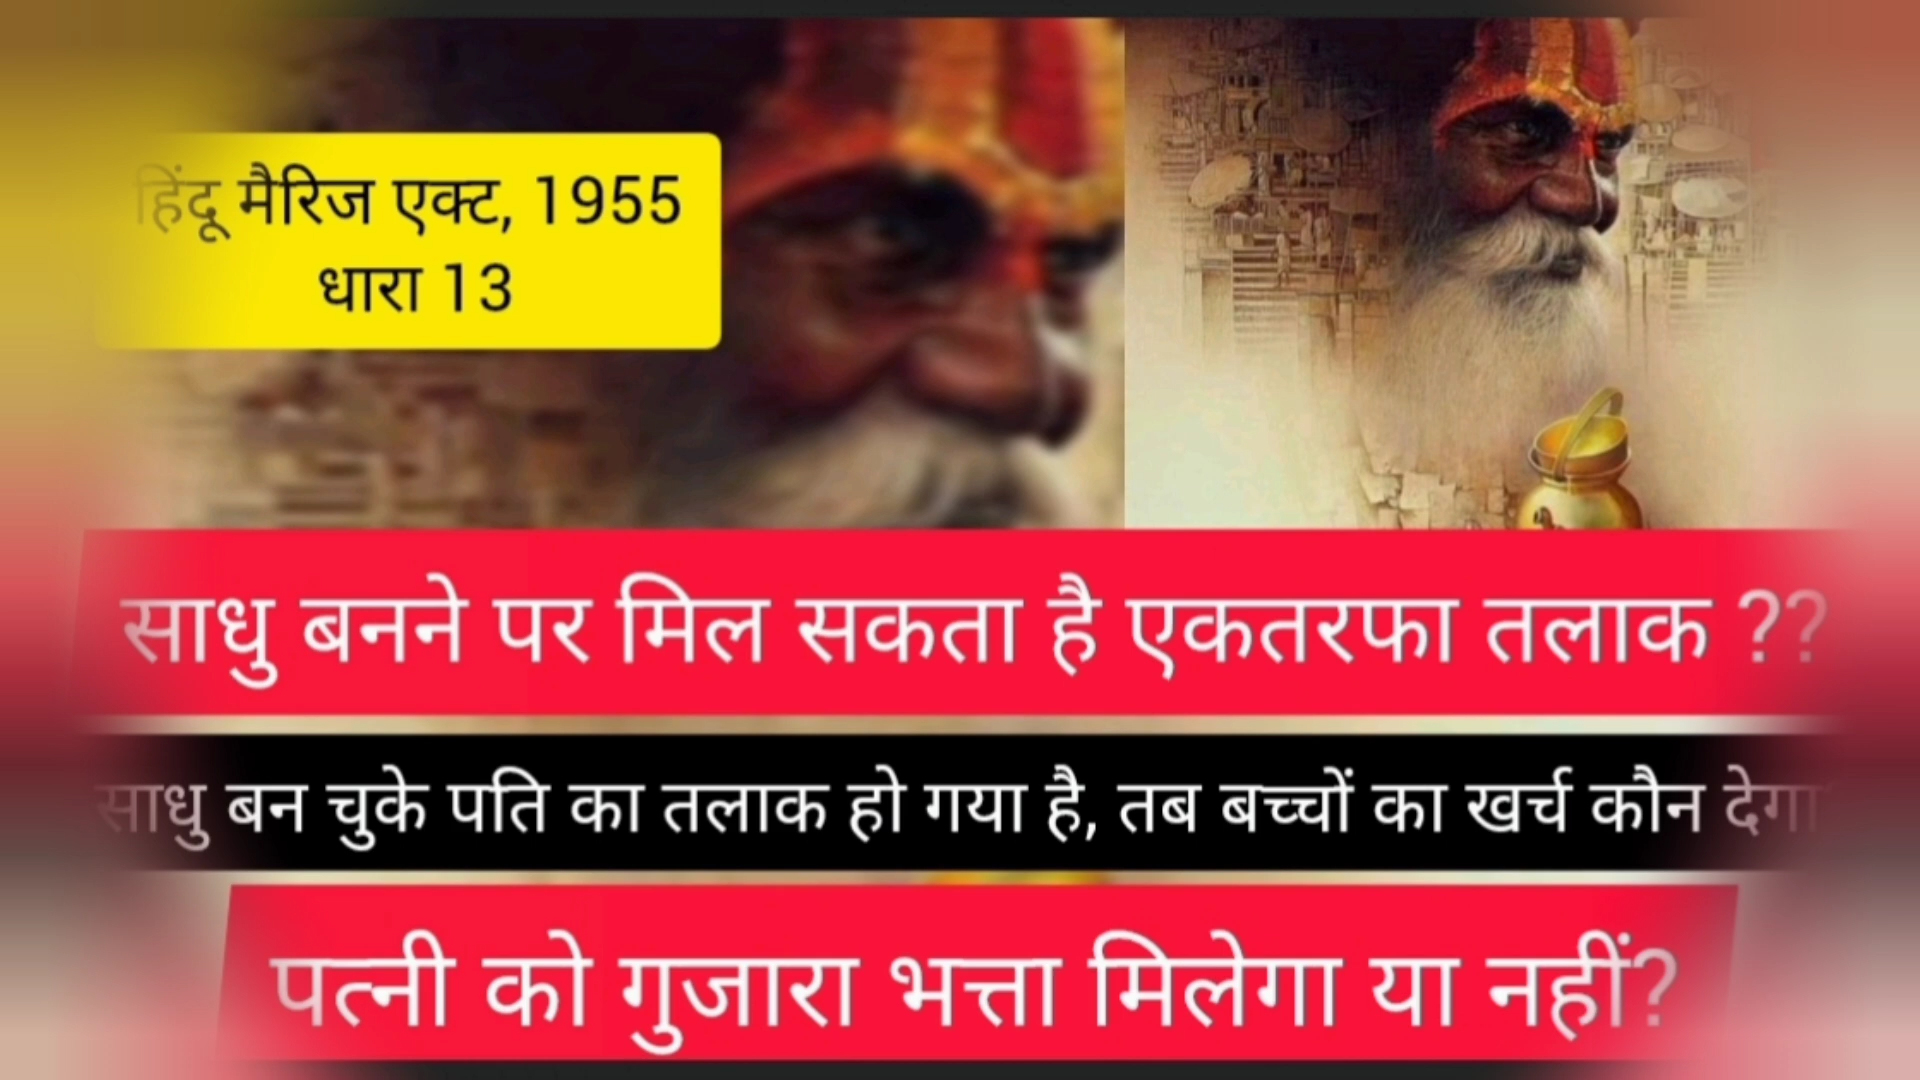 हिंदू मैरिज एक्ट, 1955
धारा 13
साधु बनने पर मिल सकता है एकतरफा तलाक ??
साधु बन चुके पति का तलाक हो गया है, तब बच्चों का खर्च कौन देगा
पत्नी को गुजारा भत्ता मिलेगा या नहीं?